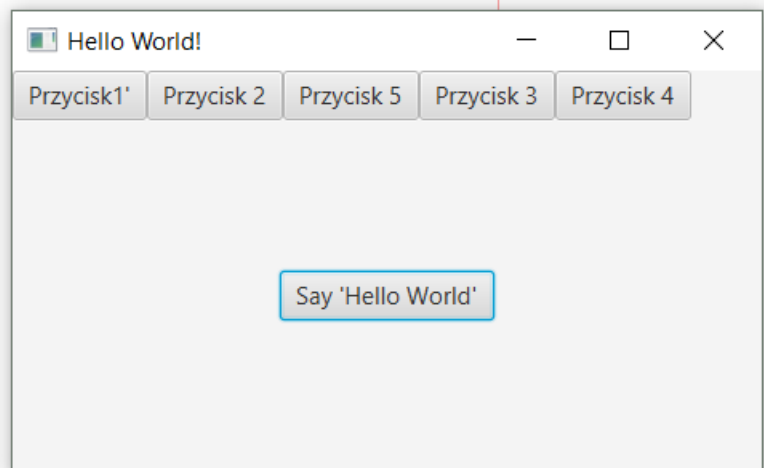 Hello World!
Przycisk1' Przycisk 2 Przycisk 5 Przycisk 3 Przycisk 4
Say 'Hello World'